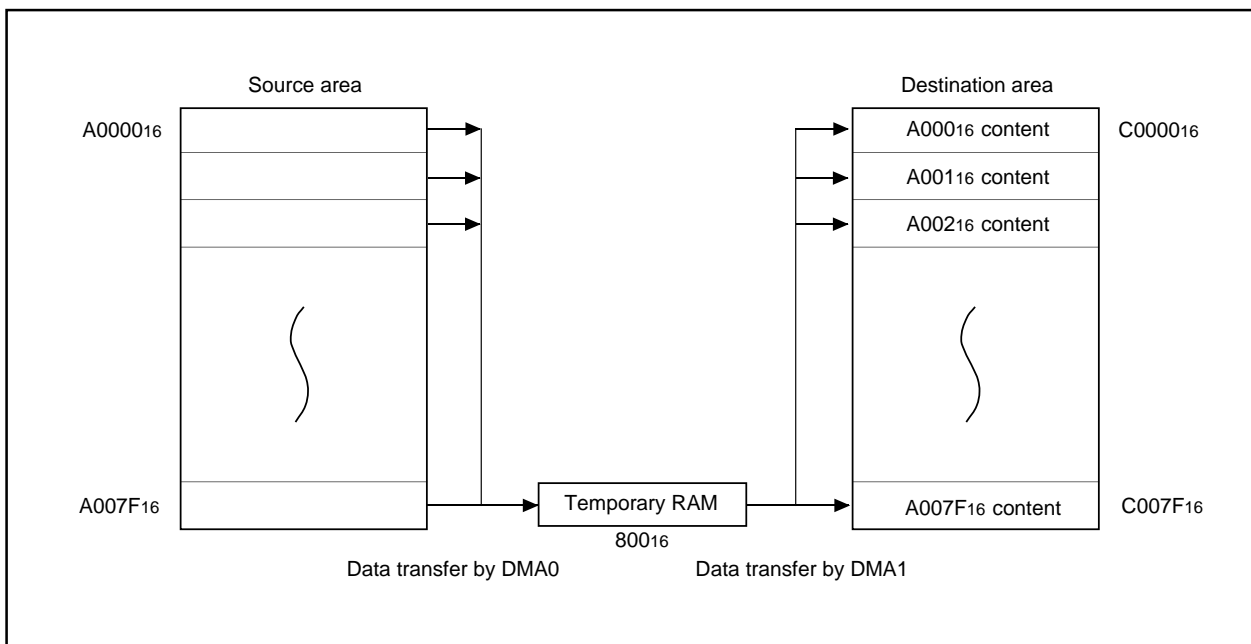 Source area
Destination area
A000016
A00016 content
C000016
A00116 content
A00216 content
A007F16
Temporary RAM
A007F16 content
C007F16
80016
Data transfer by DMA0
Data transfer by DMA1